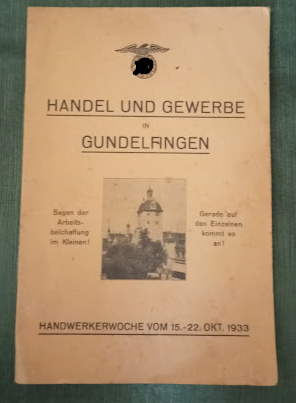 HANDEL UND GEWERBE
IN
GUNDELFINGEN
Segen der
Arbeits-
beschaffung
im Kleinen!
Gerade auf
den Einzelnen
kommt es
an!
HANDWERKERWOCHE VOM 15.-22. OKT. 1933